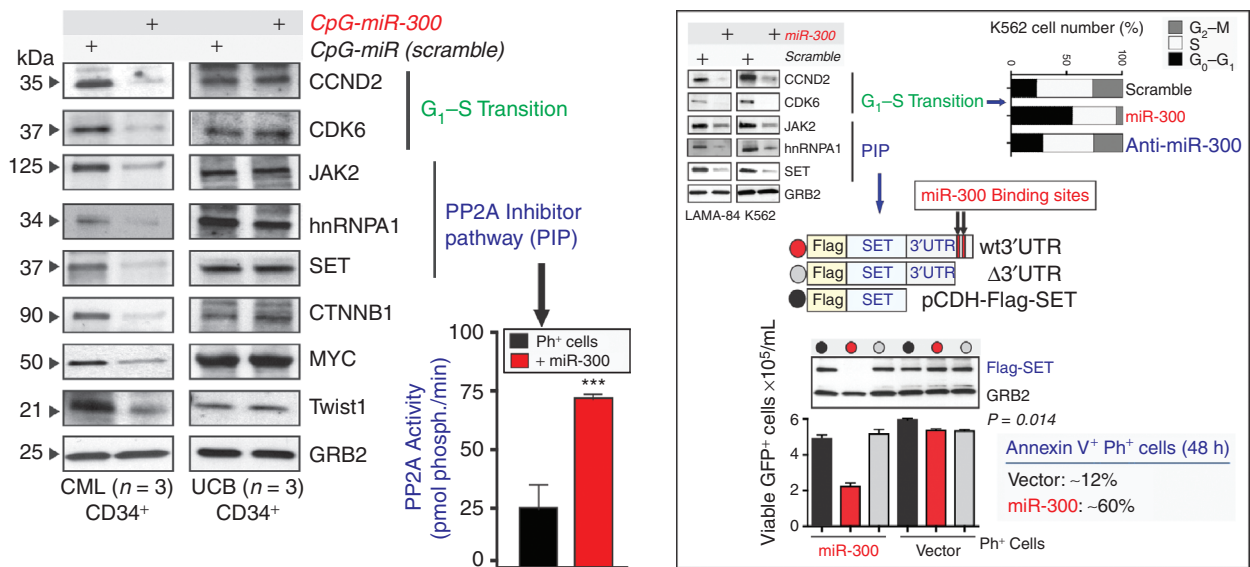 + + CpG-miR-300
+ + CpG-miR (scramble)
kDa
35 CCND2
37 CDK6
125 JAK2
34 hnRNPA1
37 SET
90 CTNNB1
50 MYC
21 Twist1
25 GRB2
CML (n = 3) UCB (n = 3)
CD34+ CD34+
G1–S Transition
PP2A Inhibitor
pathway (PIP)
PP2A Activity
(pmol phosph./min)
100
75
50
25
0
Ph+ cells
+ miR-300
***
+ + miR-300
Scramble
+ +
CCND2
CDK6
JAK2
hnRNPA1
SET
GRB2
LAMA-84 K562
G1–S Transition
PIP
K562 cell number (%)
G2–M
S
G0–G1
0 50 100
Scramble
miR-300
Anti-miR-300
miR-300 Binding sites
Flag SET 3′UTR wt3′UTR
Flag SET 3′UTR Δ3′UTR
Flag SET pCDH-Flag-SET
Flag-SET
GRB2
P = 0.014
Viable GFP+ cells ×105/mL
6
4
2
0
miR-300 Vector Ph+ Cells
Annexin V+ Ph+ cells (48 h)
Vector: ~12%
miR-300: ~60%